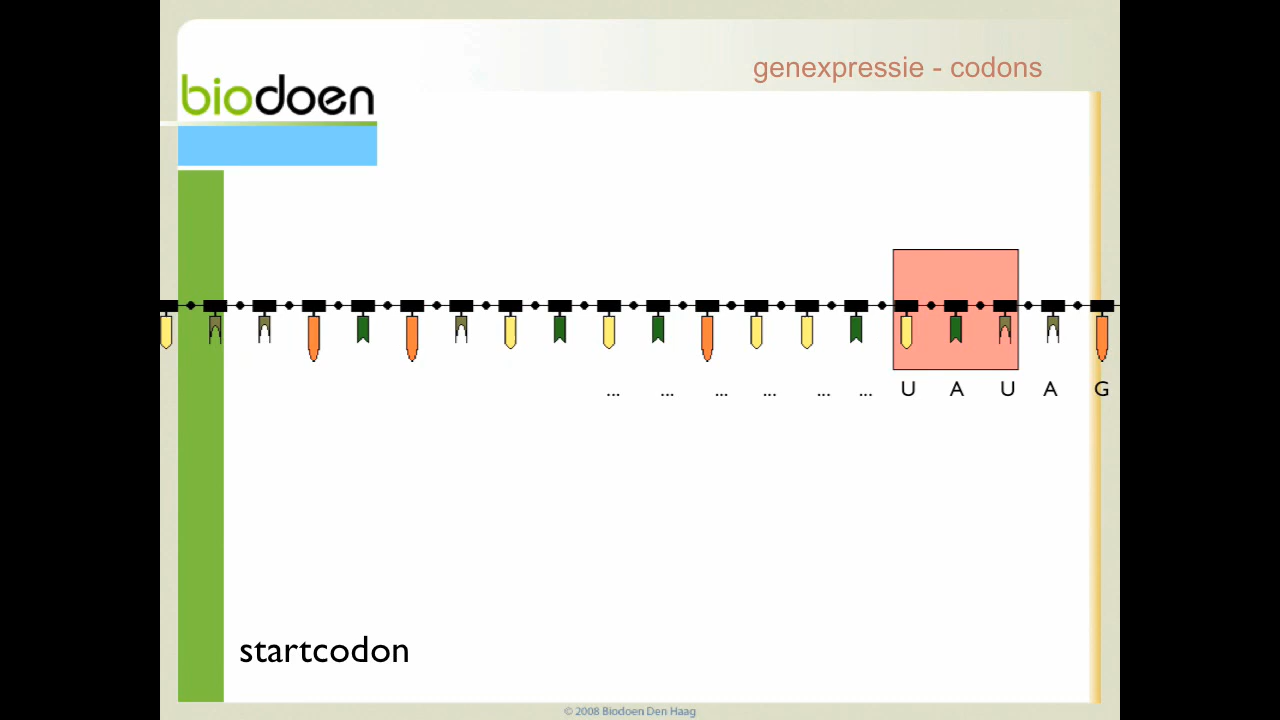 genexpressie - codons
biodoen
... ... ... ... ... ... U A U A G
startcodon
© 2008 Biodoen Den Haag